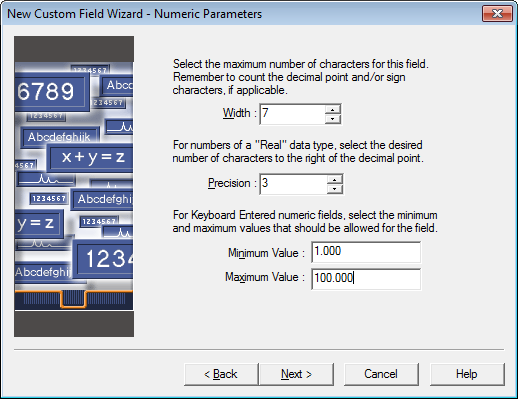 New Custom Field Wizard - Numeric Parameters
Select the maximum number of characters for this field.
Remember to count the decimal point and/or sign
characters, if applicable.
Width : 7
For numbers of a "Real" data type, select the desired
number of characters to the right of the decimal point.
Precision : 3
For Keyboard Entered numeric fields, select the minimum
and maximum values that should be allowed for the field.
Minimum Value : 1.000
Maximum Value : 100.000
1234567
6789
Abcdef
1234567
1234567
Abcdefghijk
x + y = z
1234567
y = z
Abcdef
1234
Abcdefghijk
< Back
Next >
Cancel
Help